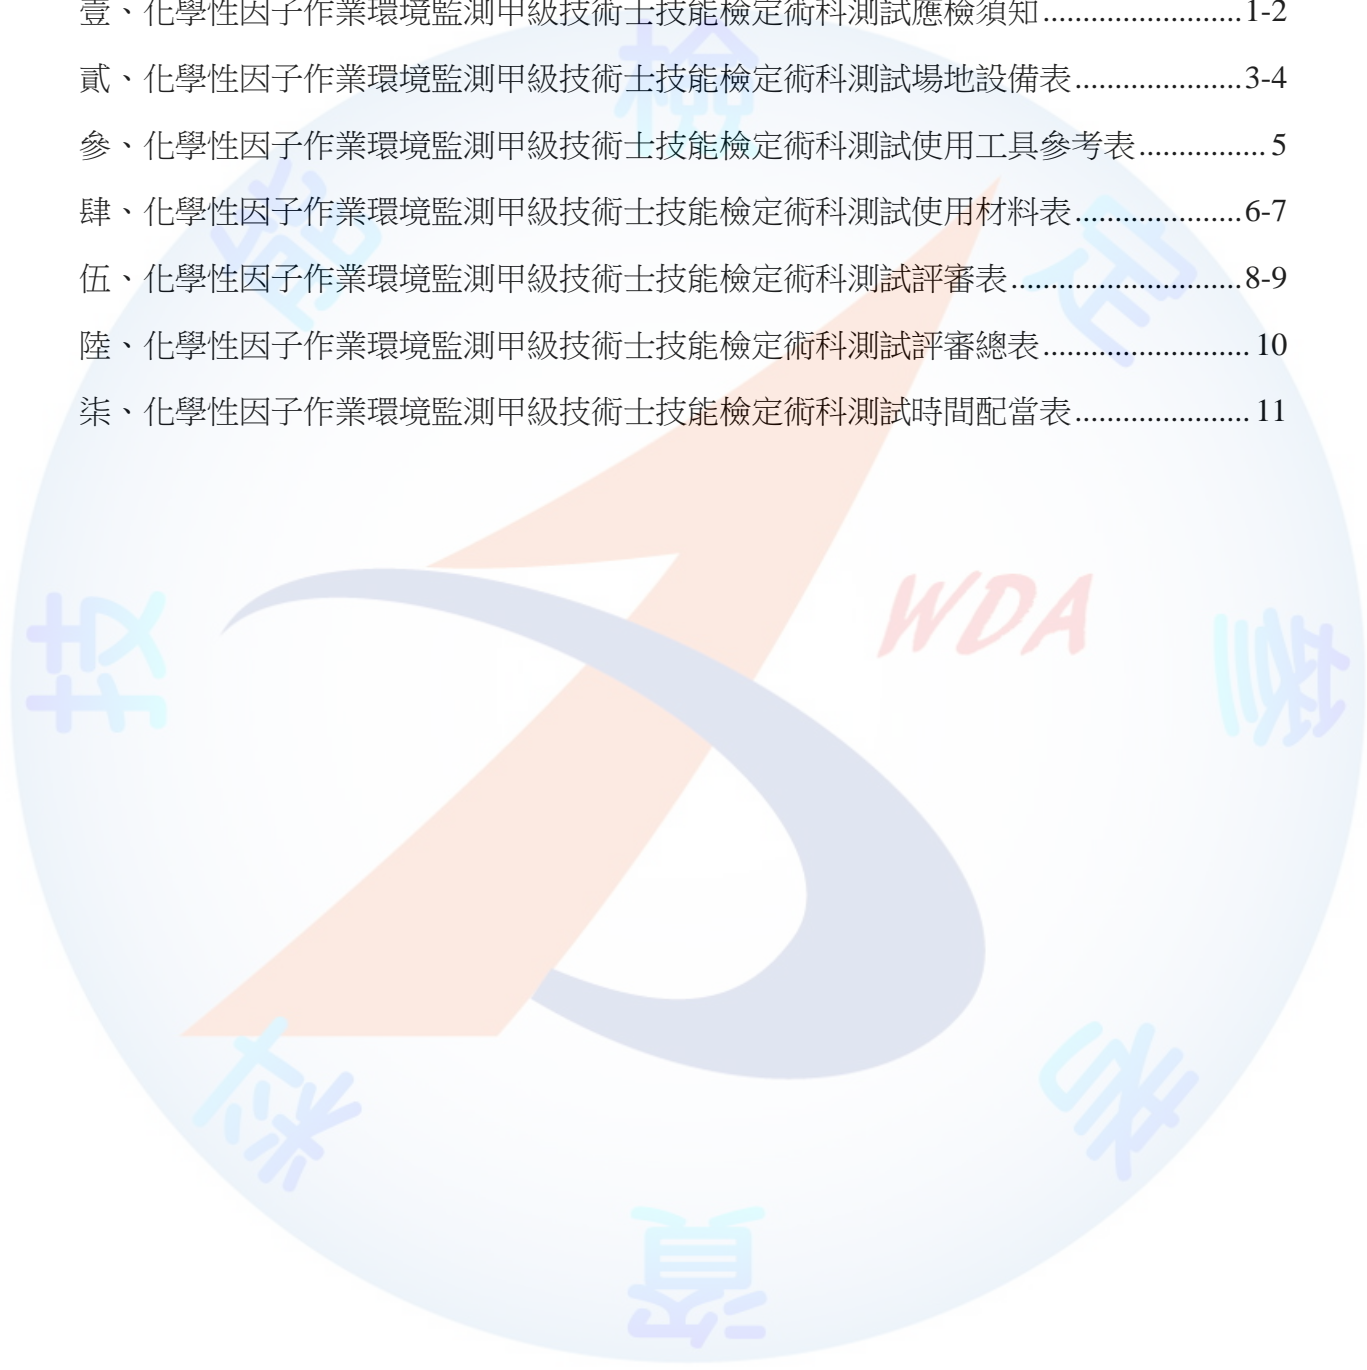 壹、化學性因子作業環境監測甲級技術士技能檢定術科測試應檢須知.........................1-2
貳、化學性因子作業環境監測甲級技術士技能檢定術科測試場地設備表.....................3-4
參、化學性因子作業環境監測甲級技術士技能檢定術科測試使用工具參考表................5
肆、化學性因子作業環境監測甲級技術士技能檢定術科測試使用材料表.....................6-7
伍、化學性因子作業環境監測甲級技術士技能檢定術科測試評審表.............................8-9
陸、化學性因子作業環境監測甲級技術士技能檢定術科測試評審總表..........................10
柒、化學性因子作業環境監測甲級技術士技能檢定術科測試時間配當表......................11
技能檢定參考資料
WDA